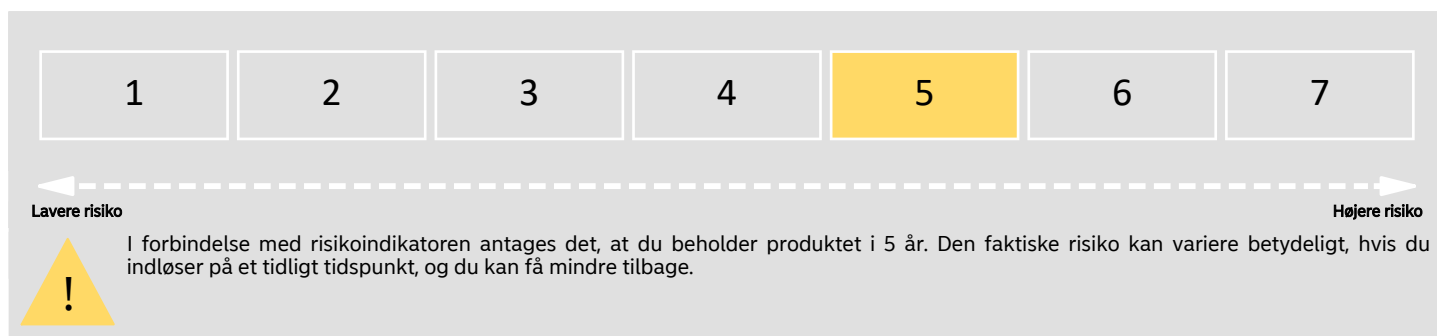 1 2 3 4 5 6 7
Lavere risiko Højere risiko
I forbindelse med risikoindikatoren antages det, at du beholder produktet i 5 år. Den faktiske risiko kan variere betydeligt, hvis du
indløser på et tidligt tidspunkt, og du kan få mindre tilbage.
!